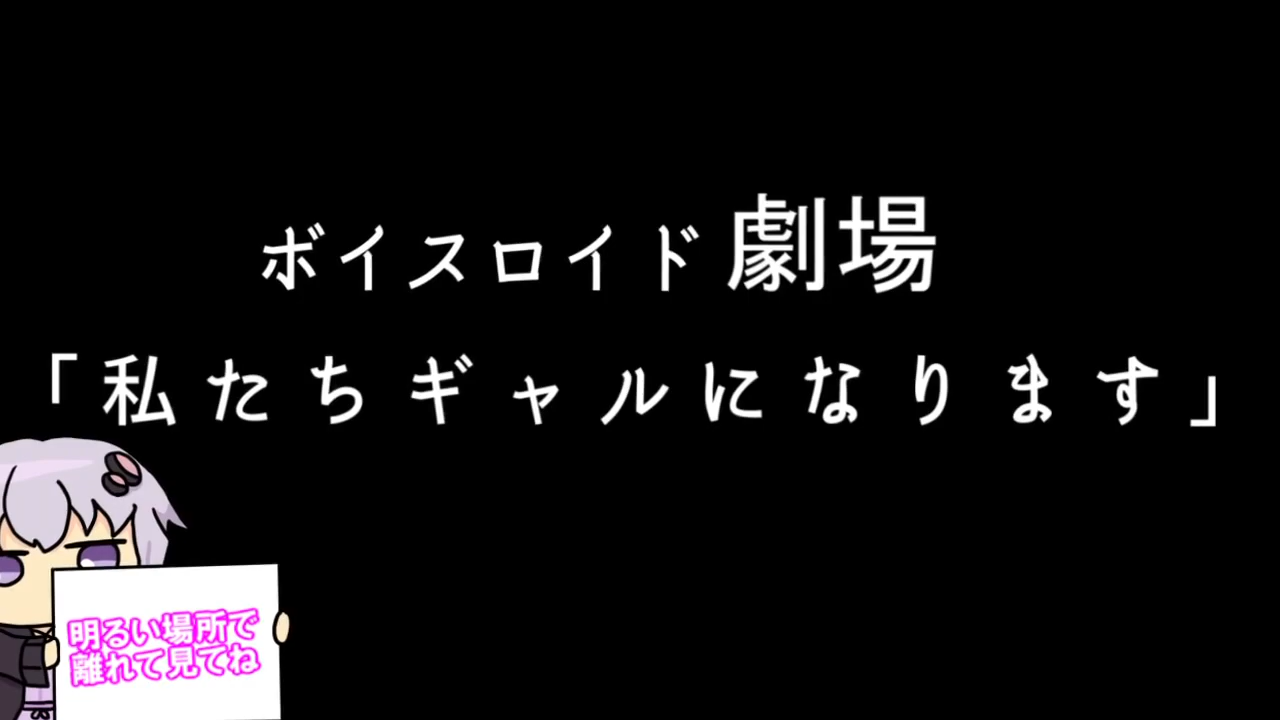 ボイスロイド劇場
「私たちギャルになります」
明るい場所で
離れて見てね